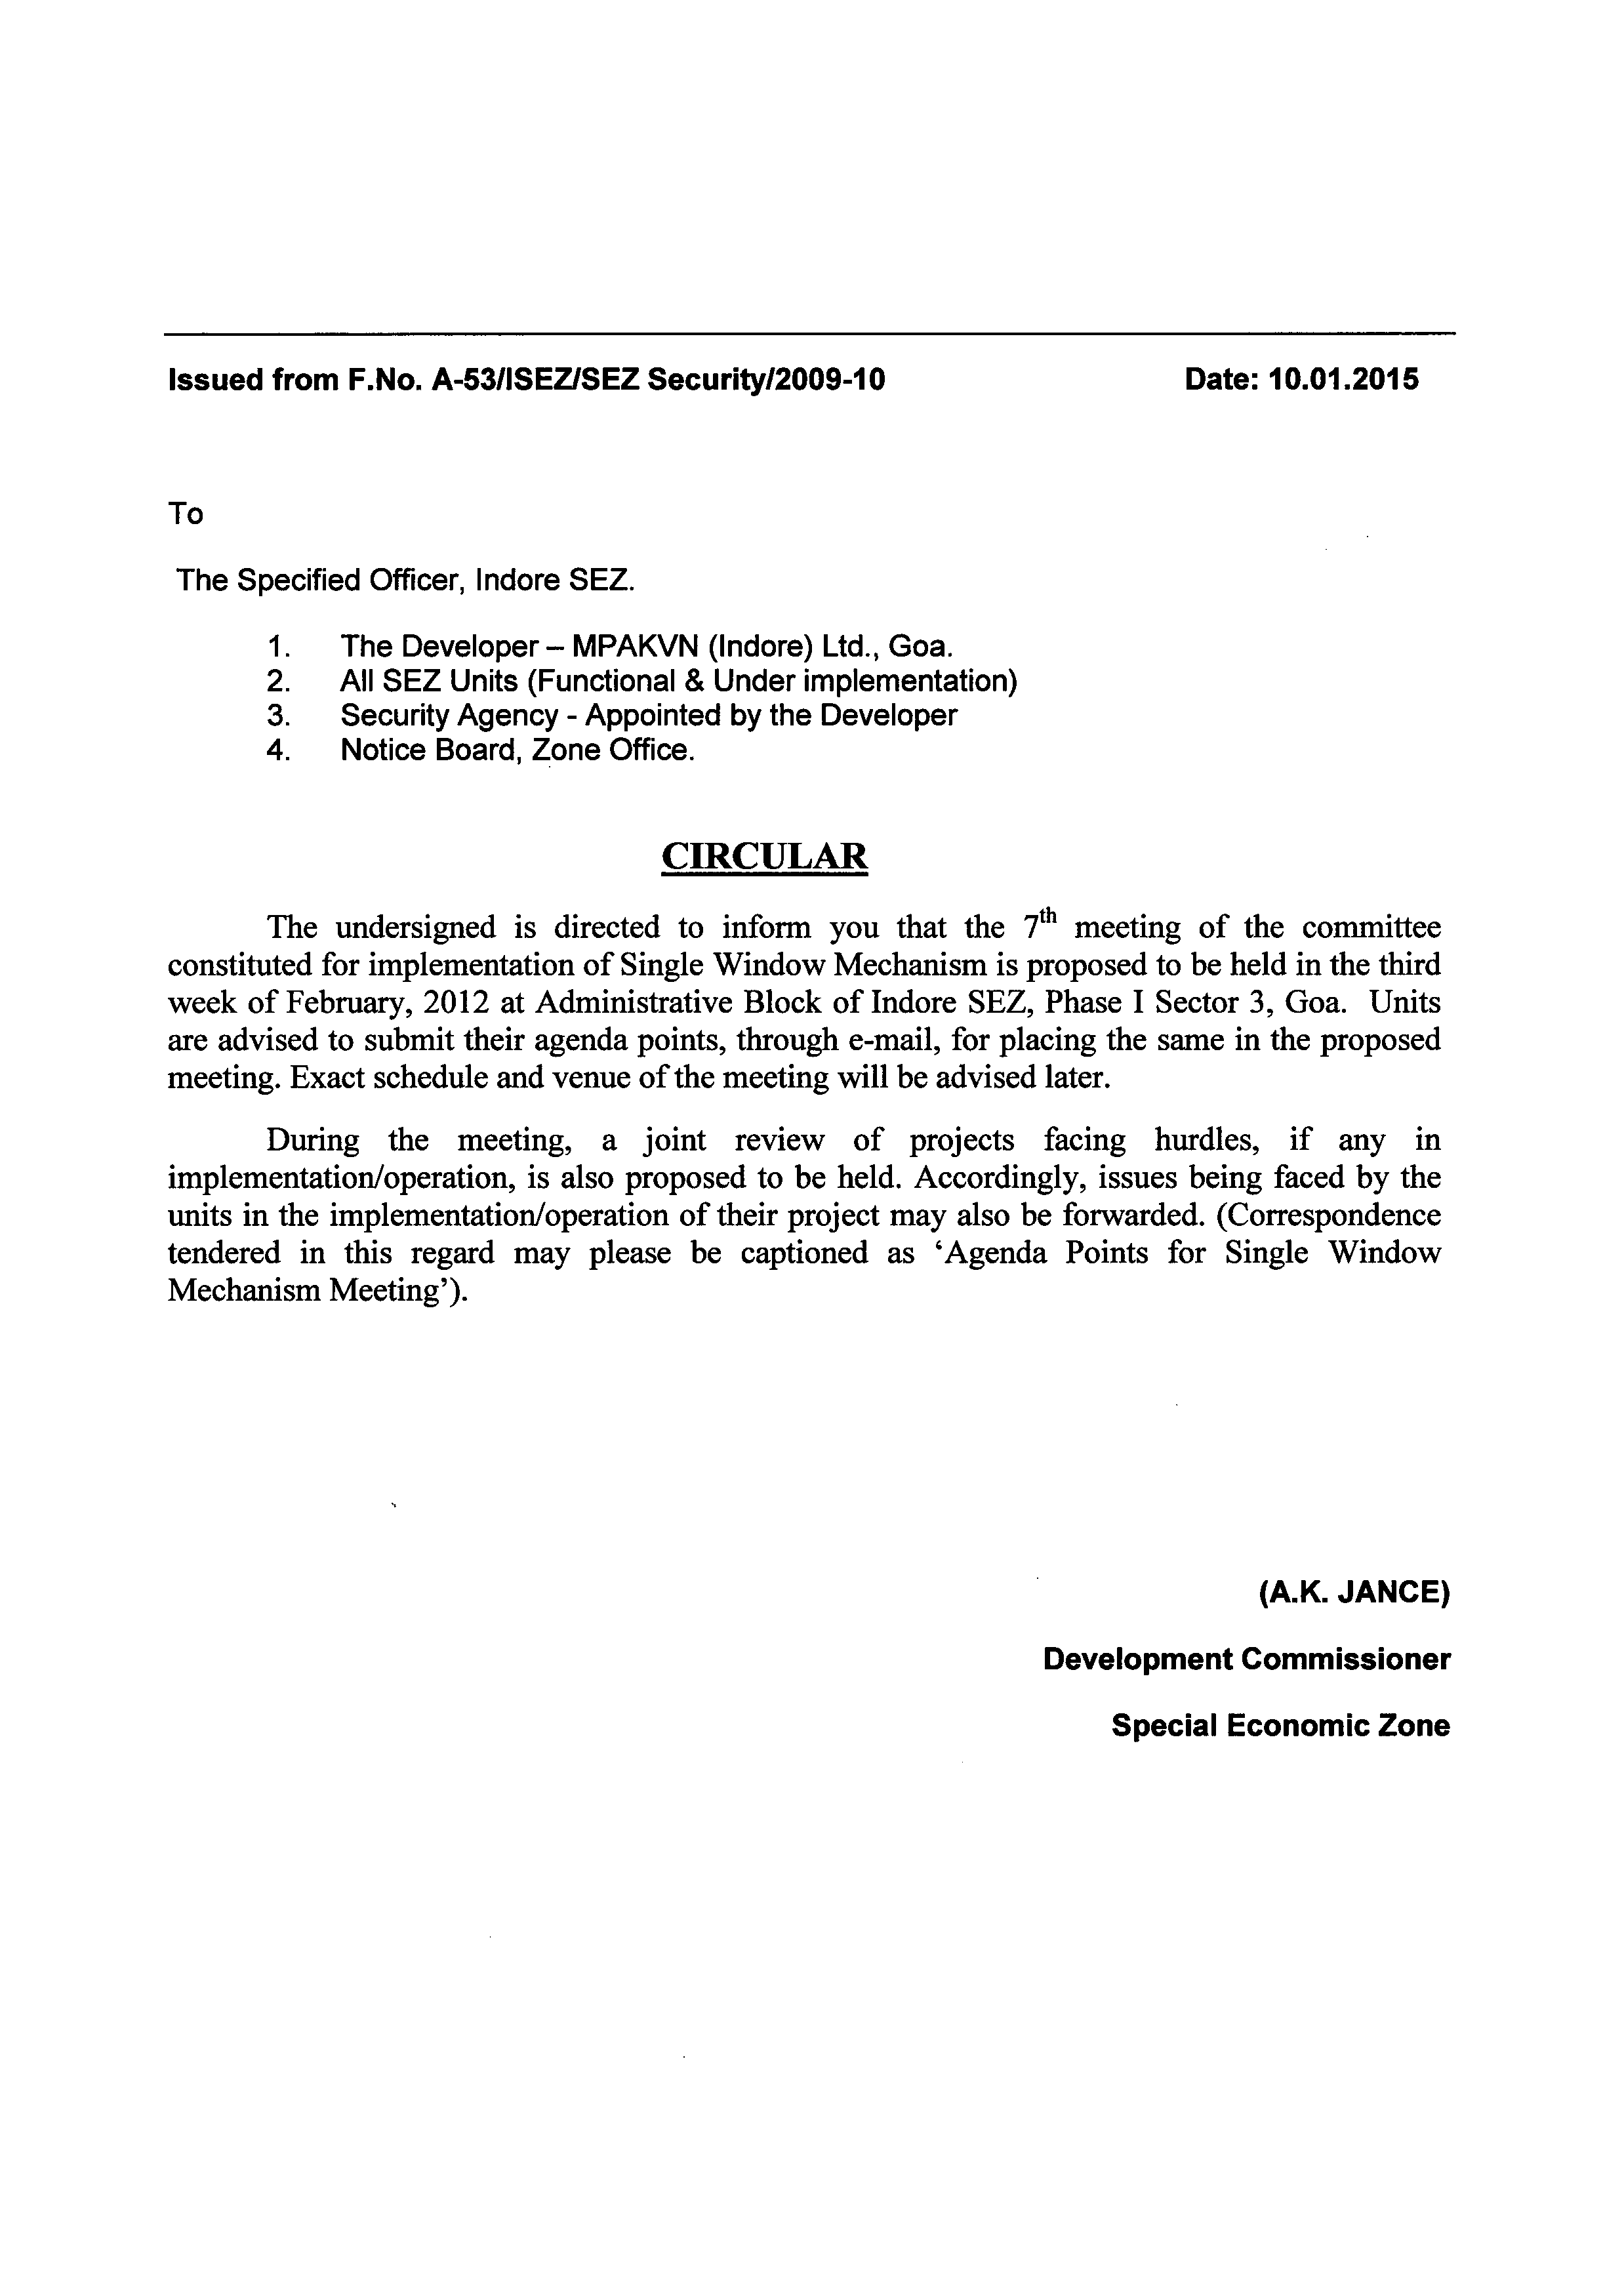 Issued from F.No. A-53/ISEZ/SEZ Security/2009-10 Date: 10.01.2015
To
The Specified Officer, Indore SEZ.
1. The Developer – MPAKVN (Indore) Ltd., Goa.
2. All SEZ Units (Functional & Under implementation)
3. Security Agency - Appointed by the Developer
4. Notice Board, Zone Office.
CIRCULAR
The undersigned is directed to inform you that the 7th meeting of the committee
constituted for implementation of Single Window Mechanism is proposed to be held in the third
week of February, 2012 at Administrative Block of Indore SEZ, Phase I Sector 3, Goa. Units
are advised to submit their agenda points, through e-mail, for placing the same in the proposed
meeting. Exact schedule and venue of the meeting will be advised later.
During the meeting, a joint review of projects facing hurdles, if any in
implementation/operation, is also proposed to be held. Accordingly, issues being faced by the
units in the implementation/operation of their project may also be forwarded. (Correspondence
tendered in this regard may please be captioned as ‘Agenda Points for Single Window
Mechanism Meeting’).
(A.K. JANCE)
Development Commissioner
Special Economic Zone